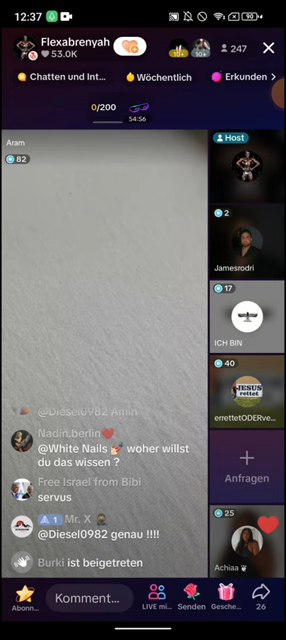 12:37
90
Flexabrenyah
53.0K
10+
10+
247
Chatten und Int...
Wöchentlich
Erkunden
0/200
54:56
Aram
82
Host
2
Jamesrodri
17
ICH BIN
40
JESUS
rettet
errettetODERve...
Anfragen
25
Achiaa
@Diesel0982 Amin
Nadin.berlin
@White Nails woher willst
du das wissen ?
Free Israel from Bibi
servus
1 Mr. X
@Diesel0982 genau !!!!
Burki ist beigetreten
Abonn...
Komment...
LIVE mi...
Senden
Gesche...
26